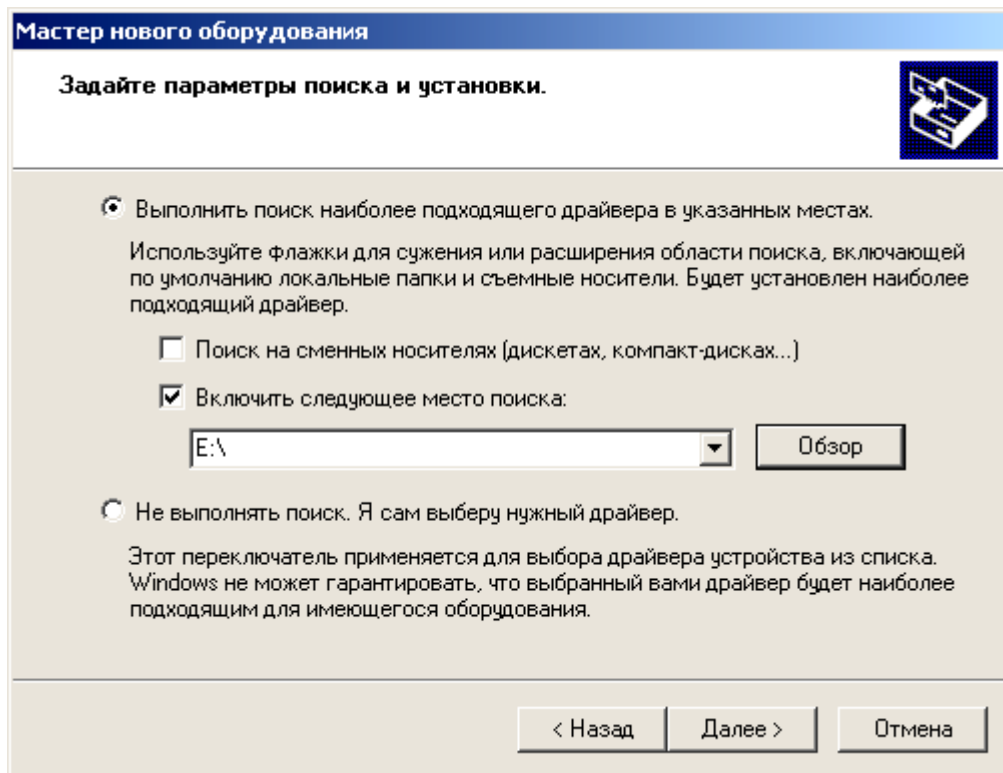 Мастер нового оборудования
Задайте параметры поиска и установки.
Выполнить поиск наиболее подходящего драйвера в указанных местах.
Используйте флажки для сужения или расширения области поиска, включающей
по умолчанию локальные папки и съемные носители. Будет установлен наиболее
подходящий драйвер.
Поиск на сменных носителях (дискетах, компакт-дисках...)
Включить следующее место поиска:
E:\
Обзор
Не выполнять поиск. Я сам выберу нужный драйвер.
Этот переключатель применяется для выбора драйвера устройства из списка.
Windows не может гарантировать, что выбранный вами драйвер будет наиболее
подходящим для имеющегося оборудования.
< Назад
Далее >
Отмена